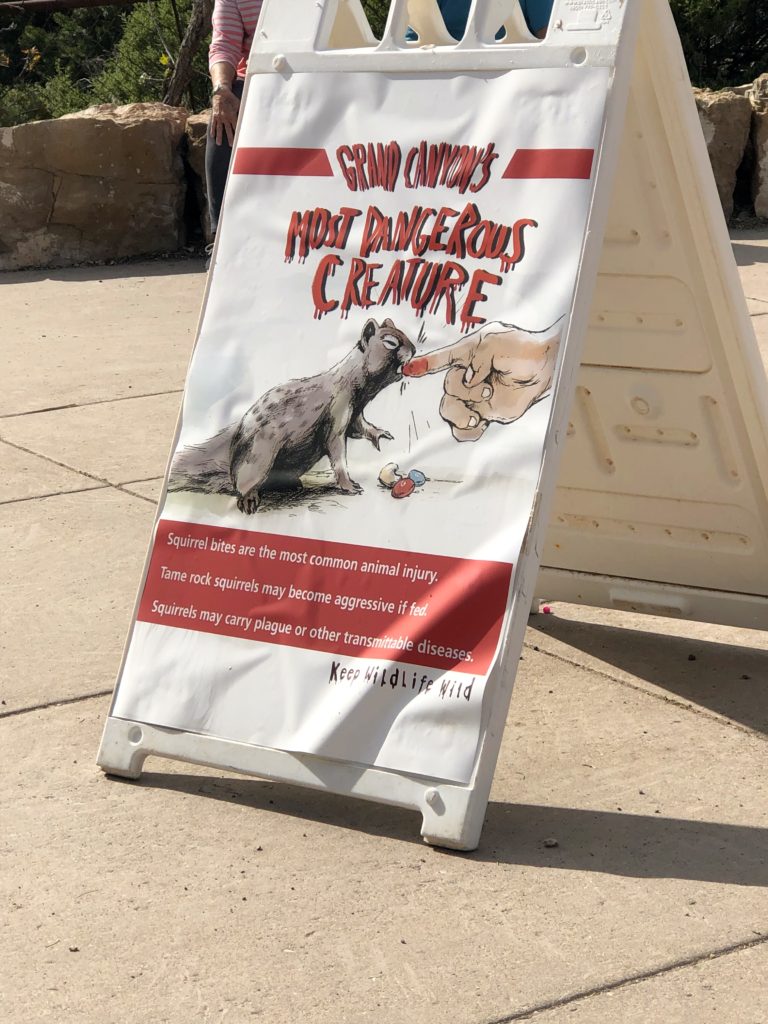 GRAND CANYON'S
MOST DANGEROUS
CREATURE
Squirrel bites are the most common animal injury.
Tame rock squirrels may become aggressive if fed.
Squirrels may carry plague or other transmittable diseases.
Keep Wildlife Wild